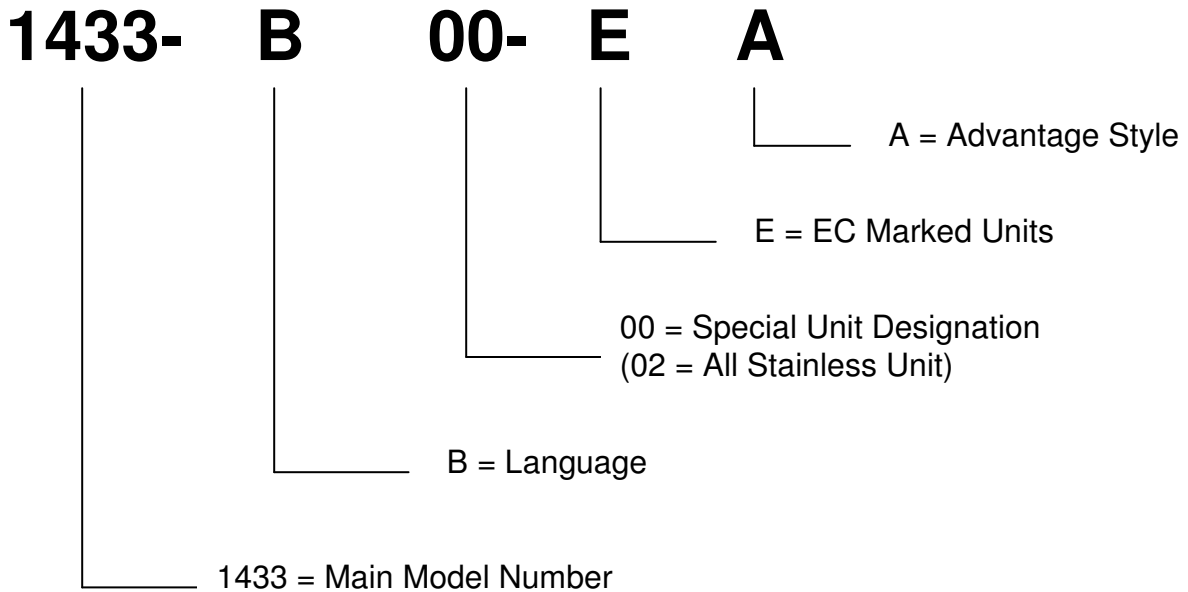 1433- B 00- E A
A = Advantage Style
E = EC Marked Units
00 = Special Unit Designation
(02 = All Stainless Unit)
B = Language
1433 = Main Model Number